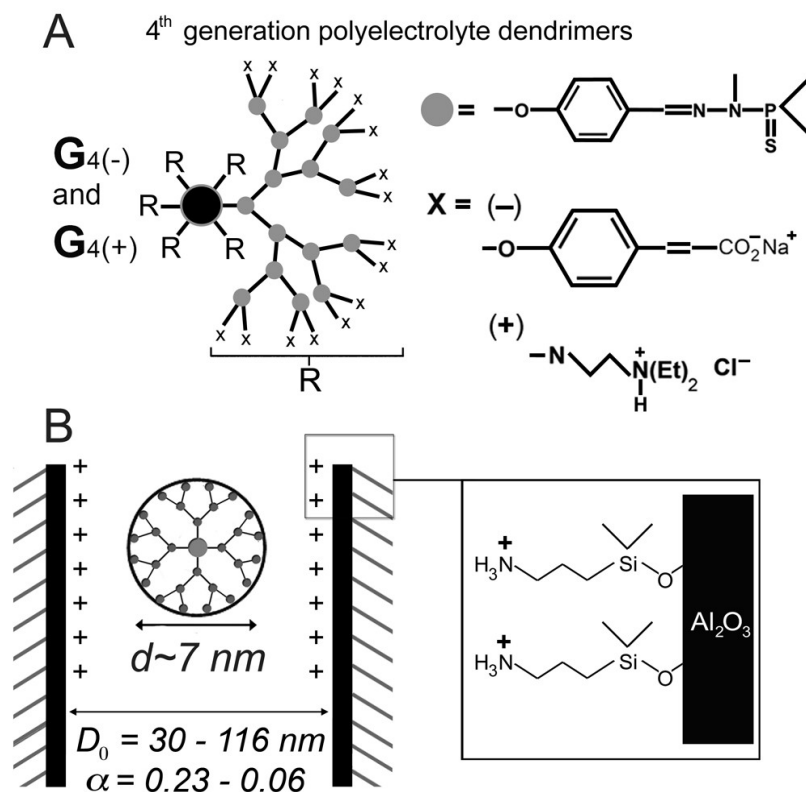 A
4th generation polyelectrolyte dendrimers
x x x x x x x x
G4(-)
and
G4(+)
R R R R R
x x x x x x x x
R
= –O N–N–P
S
X = (–)
–O CO2–Na+
(+)
–N N+(Et)2 Cl–
H
B
+ +
+ +
+ +
+ +
+ +
+ +
+ +
d~7 nm
D0 = 30 - 116 nm
α = 0.23 - 0.06
+
H3N Si O
+
H3N Si O
Al2O3